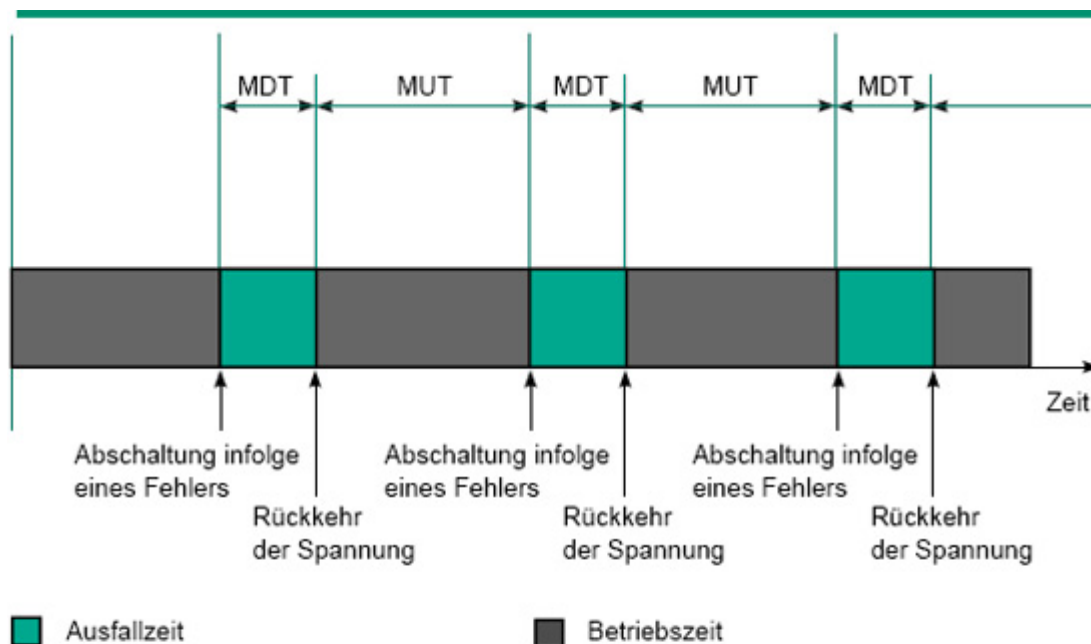 MDT
MUT
MDT
MUT
MDT
Zeit
Abschaltung infolge
eines Fehlers
Abschaltung infolge
eines Fehlers
Abschaltung infolge
eines Fehlers
Rückkehr
der Spannung
Rückkehr
der Spannung
Rückkehr
der Spannung
Ausfallzeit
Betriebszeit